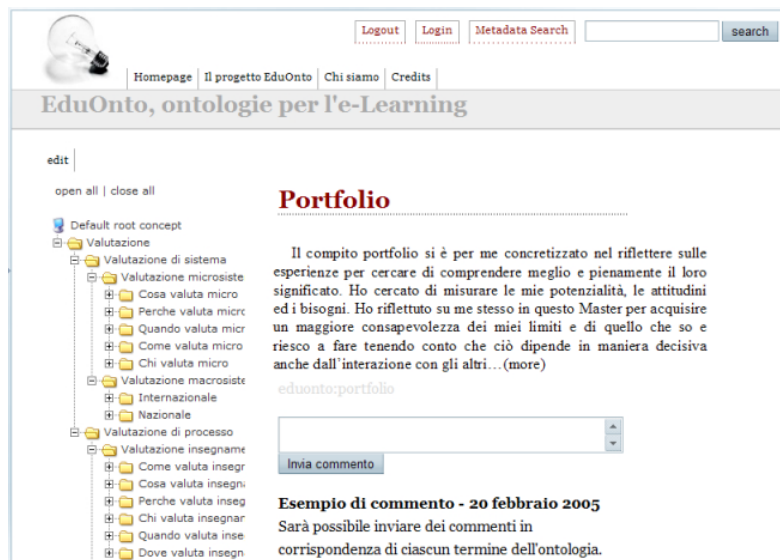 Logout Login Metadata Search search
Homepage Il progetto EduOnto Chi siamo Credits
EduOnto, ontologie per l'e-Learning
edit
open all | close all
Default root concept
Valutazione
Valutazione di sistema
Valutazione microsiste
Cosa valuta micro
Perche valuta micro
Quando valuta micr
Come valuta micro
Chi valuta micro
Valutazione macrosiste
Internazionale
Nazionale
Valutazione di processo
Valutazione insegname
Come valuta insegr
Cosa valuta insegna
Perche valuta inseg
Chi valuta insegnar
Quando valuta inse
Dove valuta insegn
Portfolio
Il compito portfolio si è per me concretizzato nel riflettere sulle
esperienze per cercare di comprendere meglio e pienamente il loro
significato. Ho cercato di misurare le mie potenzialità, le attitudini
ed i bisogni. Ho riflettuto su me stesso in questo Master per acquisire
un maggiore consapevolezza dei miei limiti e di quello che so e
riesco a fare tenendo conto che ciò dipende in maniera decisiva
anche dall'interazione con gli altri…(more)
eduonto:portfolio
Invia commento
Esempio di commento - 20 febbraio 2005
Sarà possibile inviare dei commenti in
corrispondenza di ciascun termine dell'ontologia.